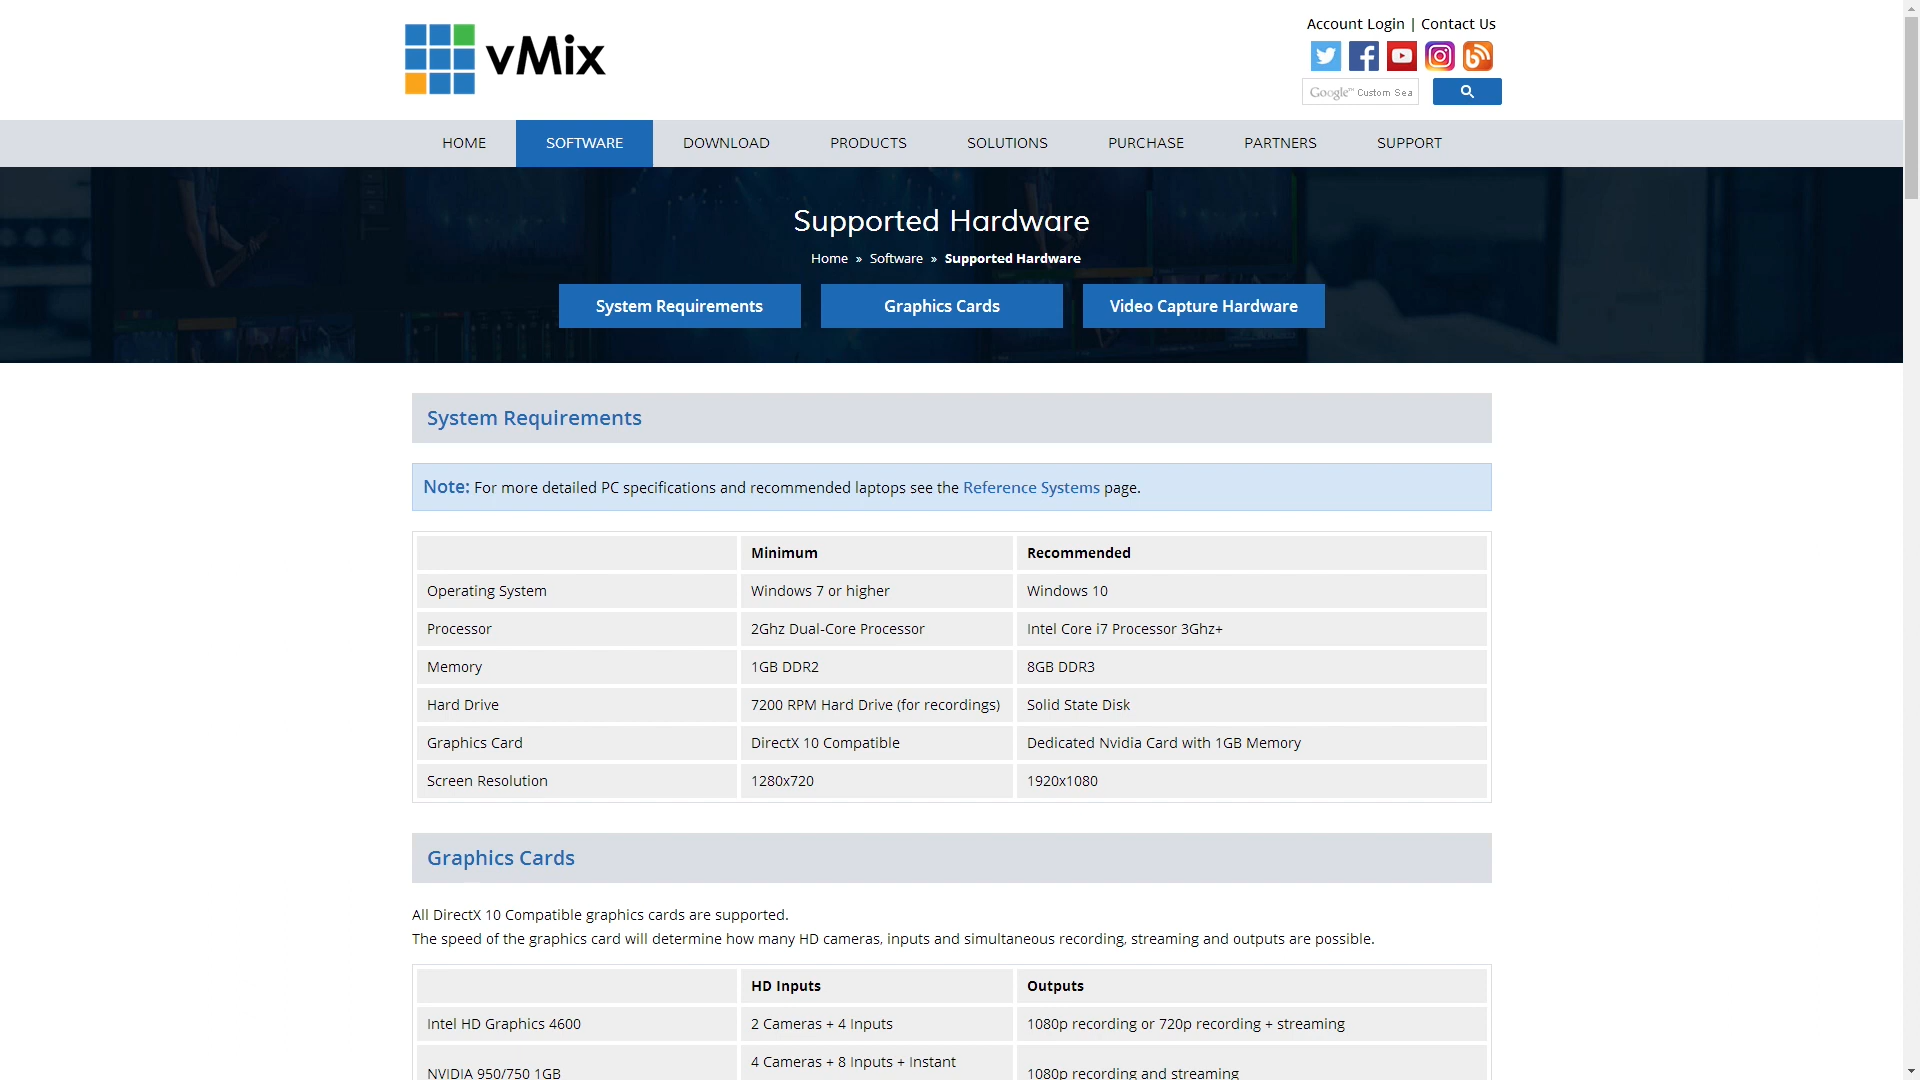 vMix
Account Login | Contact Us
Google™ Custom Sea
HOME SOFTWARE DOWNLOAD PRODUCTS SOLUTIONS PURCHASE PARTNERS SUPPORT
Supported Hardware
Home » Software » Supported Hardware
System Requirements Graphics Cards Video Capture Hardware
System Requirements
Note: For more detailed PC specifications and recommended laptops see the Reference Systems page.
Minimum Recommended
Operating System Windows 7 or higher Windows 10
Processor 2Ghz Dual-Core Processor Intel Core i7 Processor 3Ghz+
Memory 1GB DDR2 8GB DDR3
Hard Drive 7200 RPM Hard Drive (for recordings) Solid State Disk
Graphics Card DirectX 10 Compatible Dedicated Nvidia Card with 1GB Memory
Screen Resolution 1280x720 1920x1080
Graphics Cards
All DirectX 10 Compatible graphics cards are supported.
The speed of the graphics card will determine how many HD cameras, inputs and simultaneous recording, streaming and outputs are possible.
HD Inputs Outputs
Intel HD Graphics 4600 2 Cameras + 4 Inputs 1080p recording or 720p recording + streaming
4 Cameras + 8 Inputs + Instant
NVIDIA 950/750 1GB 1080p recording and streaming